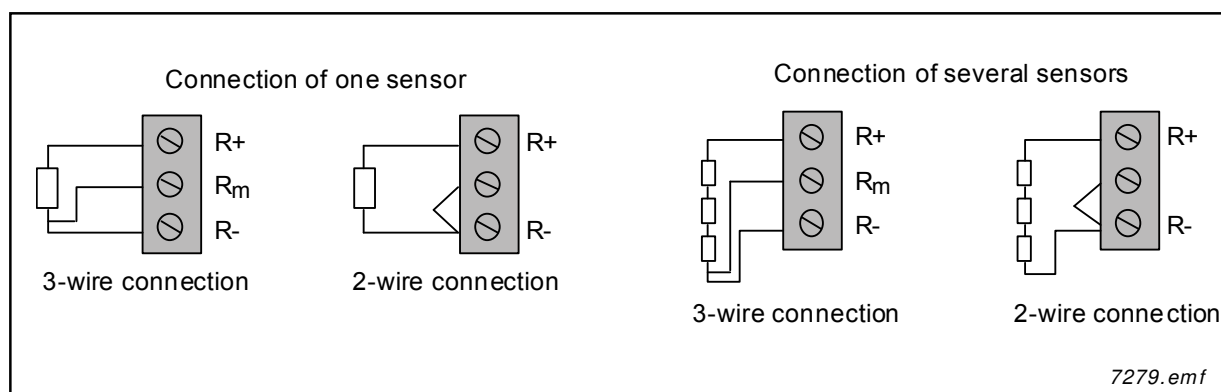 Connection of one sensor
R+
Rm
R-
3-wire connection
R+
R-
2-wire connection
Connection of several sensors
R+
Rm
R-
3-wire connection
R+
R-
2-wire connection
7279.emf